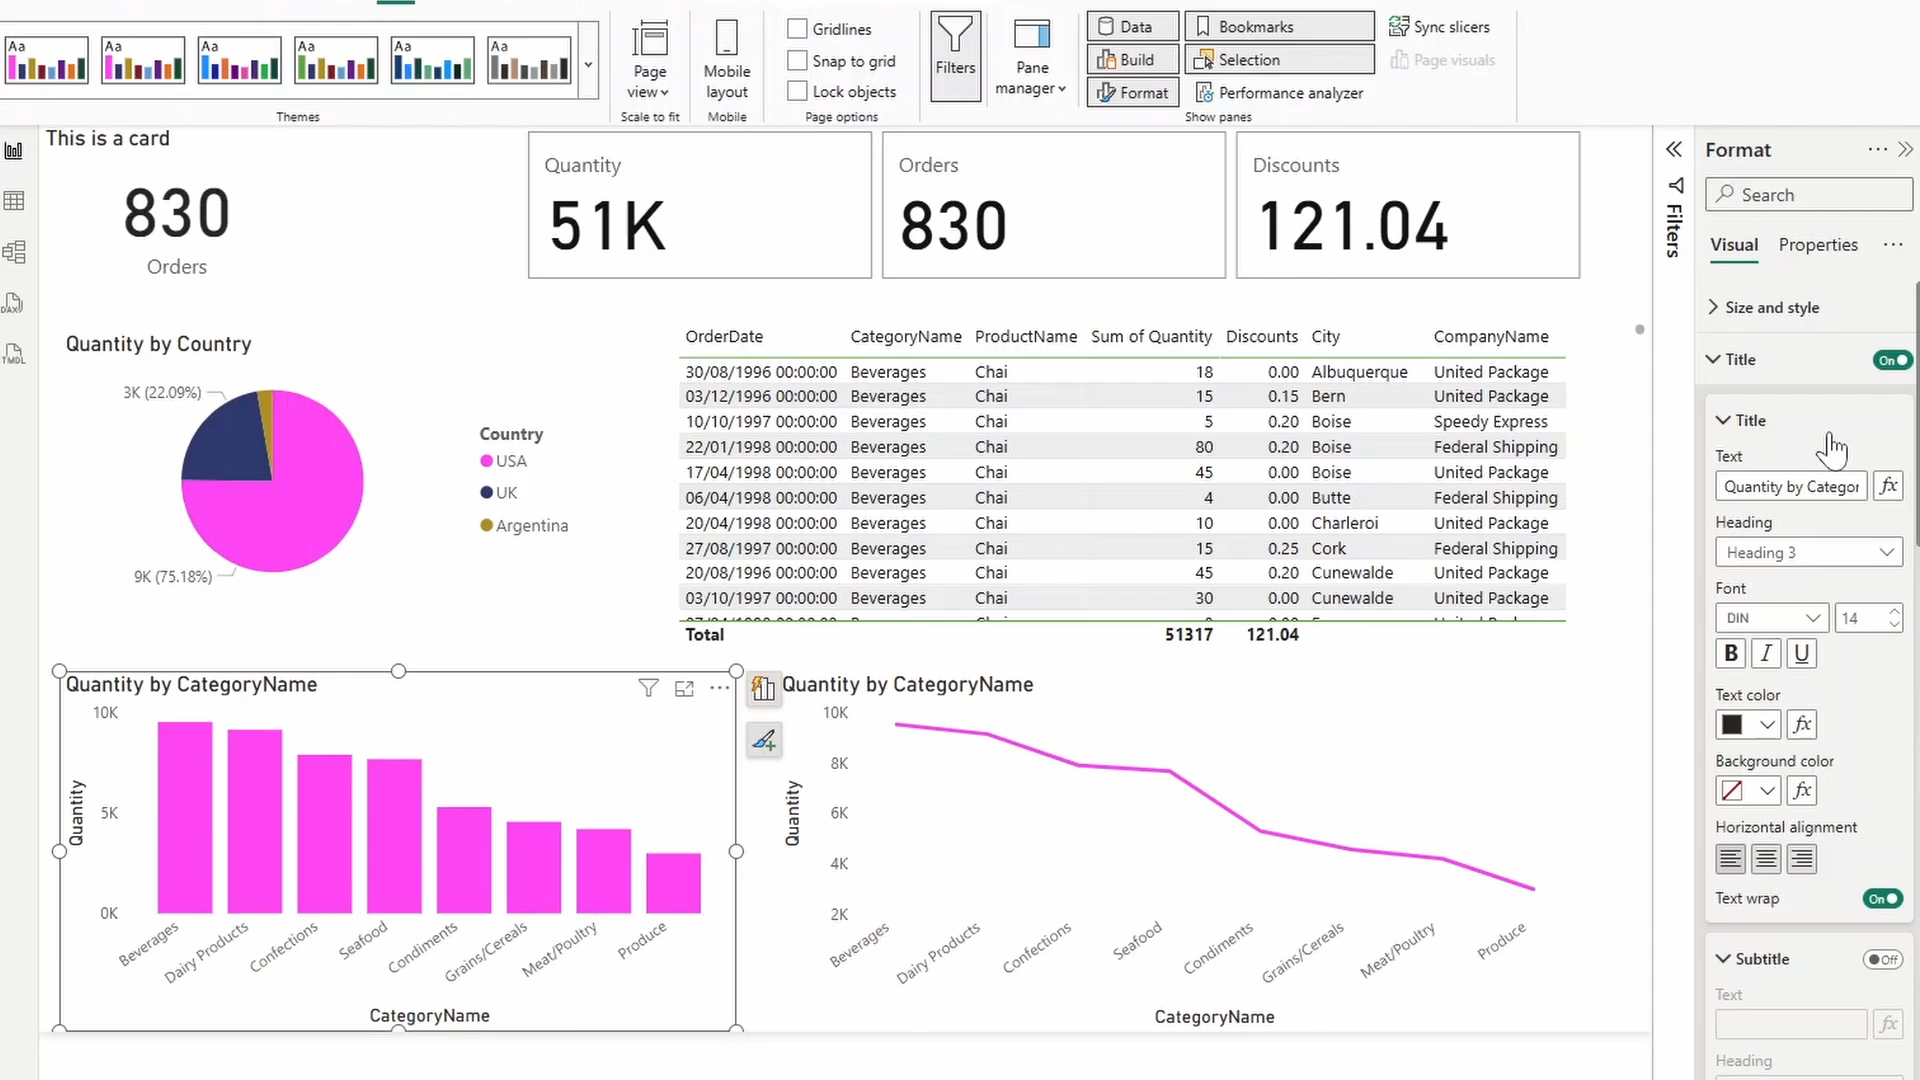 Aa Aa Aa Aa Aa Aa
Themes
Page view
Scale to fit
Mobile layout
Mobile
Gridlines
Snap to grid
Lock objects
Page options
Filters
Pane manager
Data
Build
Format
Bookmarks
Selection
Performance analyzer
Sync slicers
Page visuals
Show panes
DAX
TMDL
This is a card
830
Orders
Quantity
51K
Orders
830
Discounts
121.04
Quantity by Country
3K (22.09%)
9K (75.18%)
Country
USA
UK
Argentina
OrderDate CategoryName ProductName Sum of Quantity Discounts City CompanyName
30/08/1996 00:00:00 Beverages Chai 18 0.00 Albuquerque United Package
03/12/1996 00:00:00 Beverages Chai 15 0.15 Bern United Package
10/10/1997 00:00:00 Beverages Chai 5 0.20 Boise Speedy Express
22/01/1998 00:00:00 Beverages Chai 80 0.20 Boise Federal Shipping
17/04/1998 00:00:00 Beverages Chai 45 0.00 Boise United Package
06/04/1998 00:00:00 Beverages Chai 4 0.00 Butte Federal Shipping
20/04/1998 00:00:00 Beverages Chai 10 0.00 Charleroi United Package
27/08/1997 00:00:00 Beverages Chai 15 0.25 Cork Federal Shipping
20/08/1996 00:00:00 Beverages Chai 45 0.20 Cunewalde United Package
03/10/1997 00:00:00 Beverages Chai 30 0.00 Cunewalde United Package
Total 51317 121.04
Quantity by CategoryName
Quantity
10K
5K
0K
Beverages
Dairy Products
Confections
Seafood
Condiments
Grains/Cereals
Meat/Poultry
Produce
CategoryName
Quantity by CategoryName
Quantity
10K
8K
6K
4K
2K
Beverages
Dairy Products
Confections
Seafood
Condiments
Grains/Cereals
Meat/Poultry
Produce
CategoryName
Filters
Format
Search
Visual Properties
Size and style
Title On
Title
Text
Quantity by Categor fx
Heading
Heading 3
Font
DIN 14
B I U
Text color
fx
Background color
fx
Horizontal alignment
Text wrap On
Subtitle Off
Text
fx
Heading